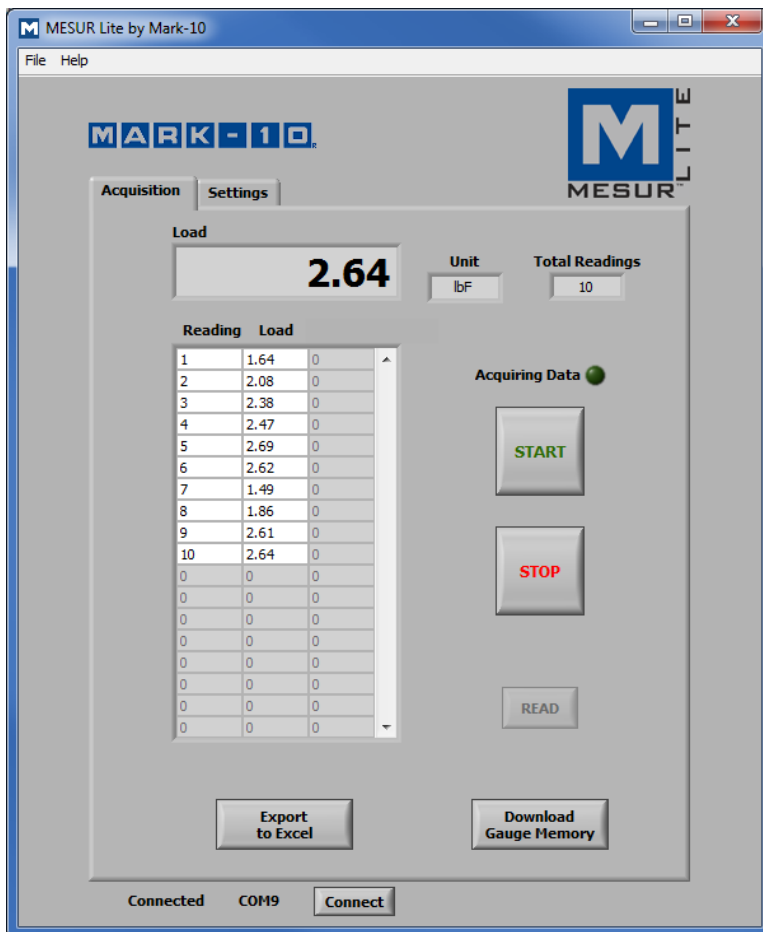 MESUR Lite by Mark-10
File Help
MARK-10®
M
MESUR™ LITE
Acquisition Settings
Load
2.64
Unit
lbF
Total Readings
10
Reading Load
1 1.64 0
2 2.08 0
3 2.38 0
4 2.47 0
5 2.69 0
6 2.62 0
7 1.49 0
8 1.86 0
9 2.61 0
10 2.64 0
0 0 0
0 0 0
0 0 0
0 0 0
0 0 0
0 0 0
0 0 0
0 0 0
Acquiring Data
START
STOP
READ
Export
to Excel
Download
Gauge Memory
Connected COM9 Connect